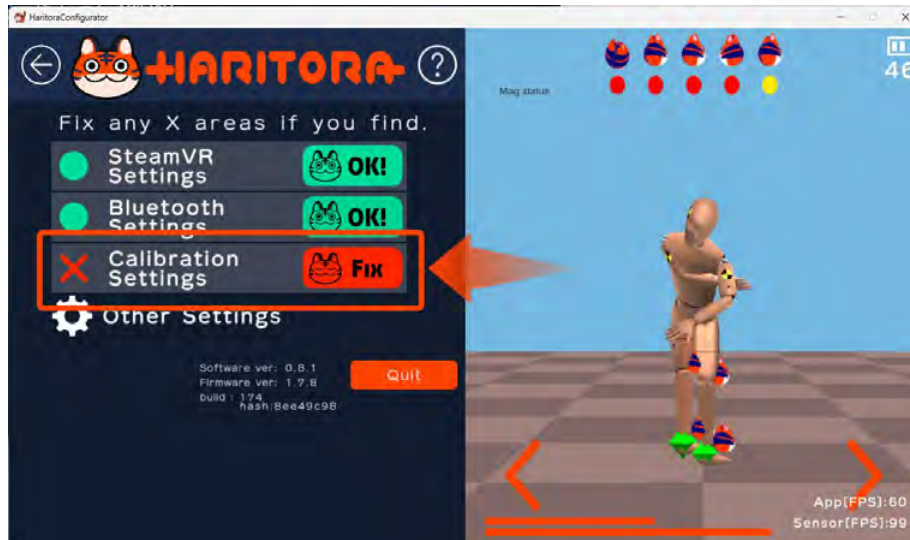 HaritoraConfigurator
HARITORA
?
Fix any X areas if you find.
SteamVR
Settings
OK!
Bluetooth
Settings
OK!
Calibration
Settings
Fix
Other Settings
Software ver: 0.8.1
Firmware ver: 1.7.8
build : 174
hash:8ee49c98
Quit
Mag status
46
App(FPS):60
Sensor(FPS):99